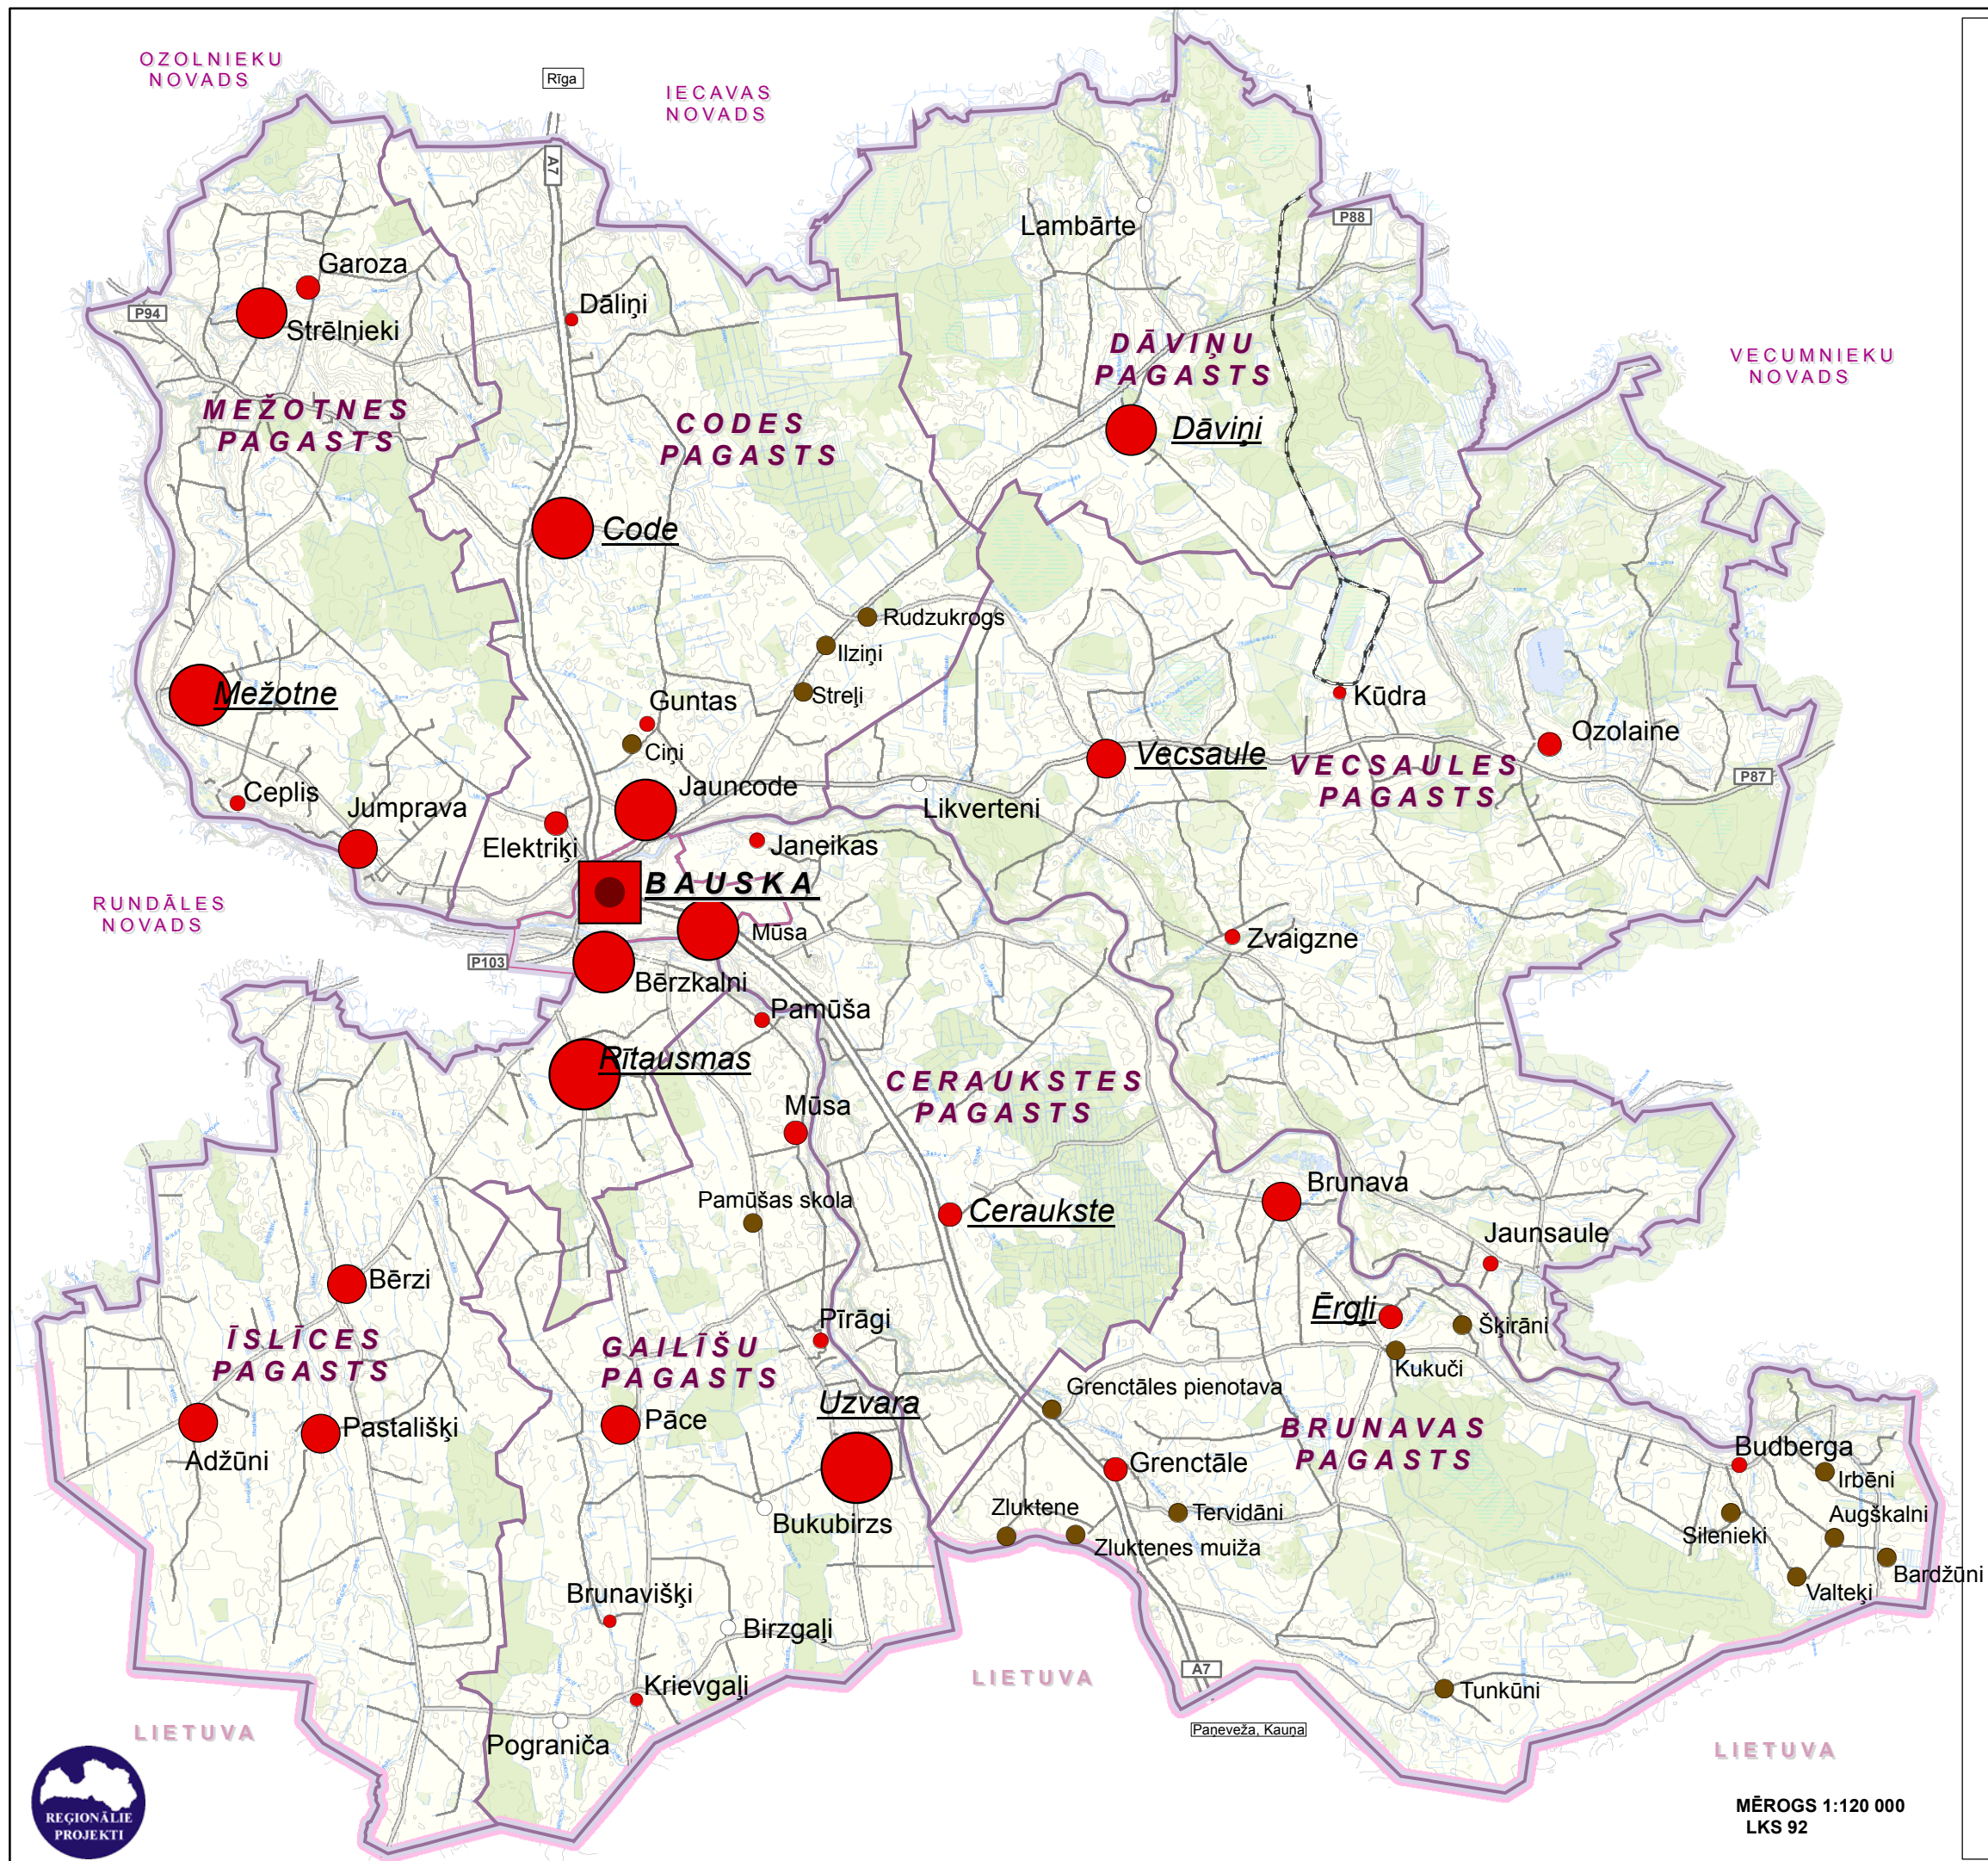 OZOLNIEKU
NOVADS
Rīga
IECAVAS
NOVADS
A7
P88
Lambārte
Garoza
P94
Strēlnieki
Dāliņi
DĀVIŅU
PAGASTS
VECUMNIEKU
NOVADS
MEŽOTNES
PAGASTS
CODES
PAGASTS
Dāviņi
Code
Rudzukrogs
Ilziņi
Streļi
Mežotne
Guntas
Ciņi
Kūdra
Ozolaine
Vecsaule
VECSAULES
PAGASTS
P87
Ceplis
Jumprava
Jauncode
Likverteni
Elektriķi
Janeikas
BAUSKA
RUNDĀLES
NOVADS
Mūsa
Zvaigzne
P103
Bērzkalni
Pamūša
Rītausmas
CERAUKSTES
PAGASTS
Mūsa
Brunava
Pamūšas skola
Ceraukste
Jaunsaule
Bērzi
Ērgļi
Šķirāni
Pīrāgi
ĪSLĪCES
PAGASTS
GAILĪŠU
PAGASTS
Kukuči
Grenctāles pienotava
Uzvara
Pāce
Pastališķi
Adžūni
BRUNAVAS
PAGASTS
Budberga
Grenctāle
Irbēni
Zluktene
Tervidāni
Augškalni
Bukubirzs
Silenieki
Zluktenes muiža
Bardžūni
Valteķi
Brunavišķi
Birzgaļi
LIETUVA
A7
Krievgaļi
Tunkūni
LIETUVA
Pograniča
Paņeveža, Kauņa
LIETUVA
REĢIONĀLIE
PROJEKTI
MĒROGS 1:120 000
LKS 92